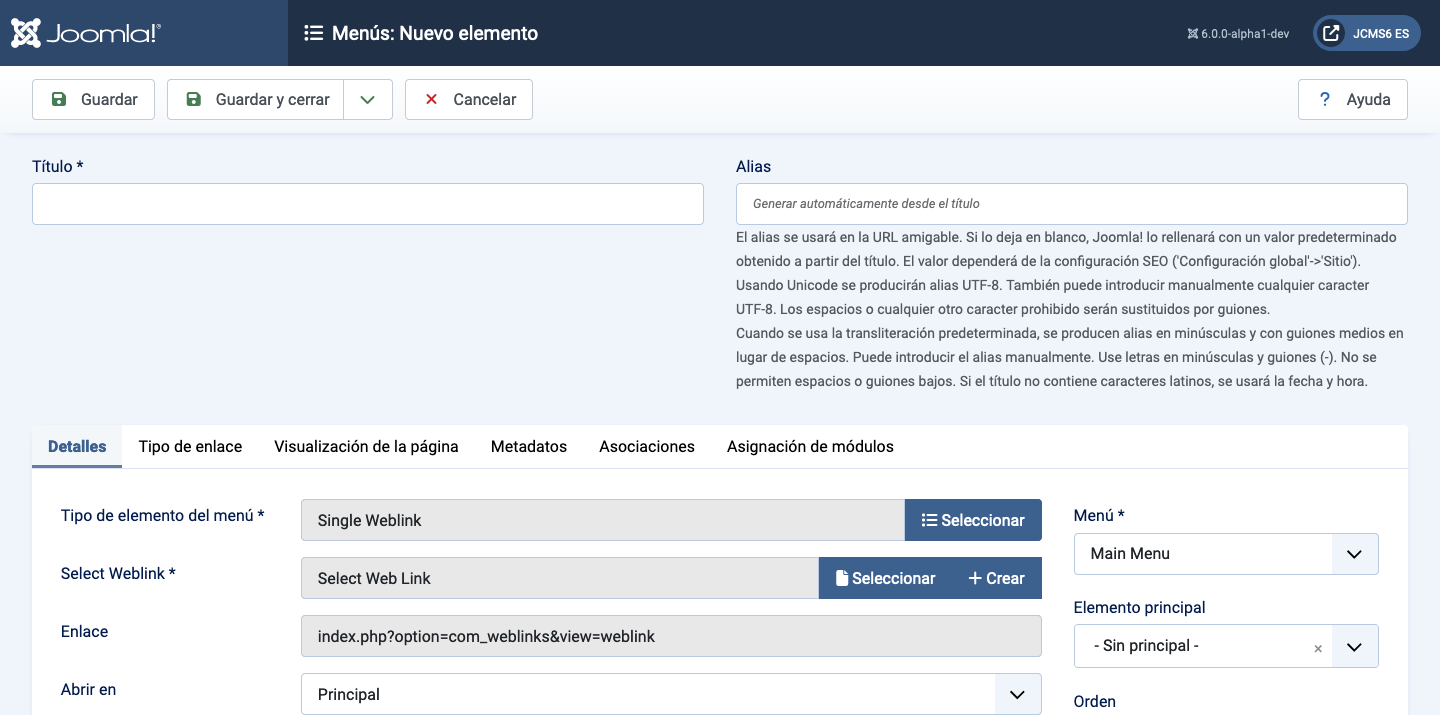 Joomla!®
Menús: Nuevo elemento
6.0.0-alpha1-dev
JCMS6 ES
Guardar
Guardar y cerrar
Cancelar
? Ayuda
Título *
Alias
Generar automáticamente desde el título
El alias se usará en la URL amigable. Si lo deja en blanco, Joomla! lo rellenará con un valor predeterminado
obtenido a partir del título. El valor dependerá de la configuración SEO ('Configuración global'->'Sitio').
Usando Unicode se producirán alias UTF-8. También puede introducir manualmente cualquier caracter
UTF-8. Los espacios o cualquier otro caracter prohibido serán sustituidos por guiones.
Cuando se usa la transliteración predeterminada, se producen alias en minúsculas y con guiones medios en
lugar de espacios. Puede introducir el alias manualmente. Use letras en minúsculas y guiones (-). No se
permiten espacios o guiones bajos. Si el título no contiene caracteres latinos, se usará la fecha y hora.
Detalles
Tipo de enlace
Visualización de la página
Metadatos
Asociaciones
Asignación de módulos
Tipo de elemento del menú *
Single Weblink
Seleccionar
Select Weblink *
Select Web Link
Seleccionar
+ Crear
Enlace
index.php?option=com_weblinks&view=weblink
Abrir en
Principal
Menú *
Main Menu
Elemento principal
- Sin principal -
×
Orden